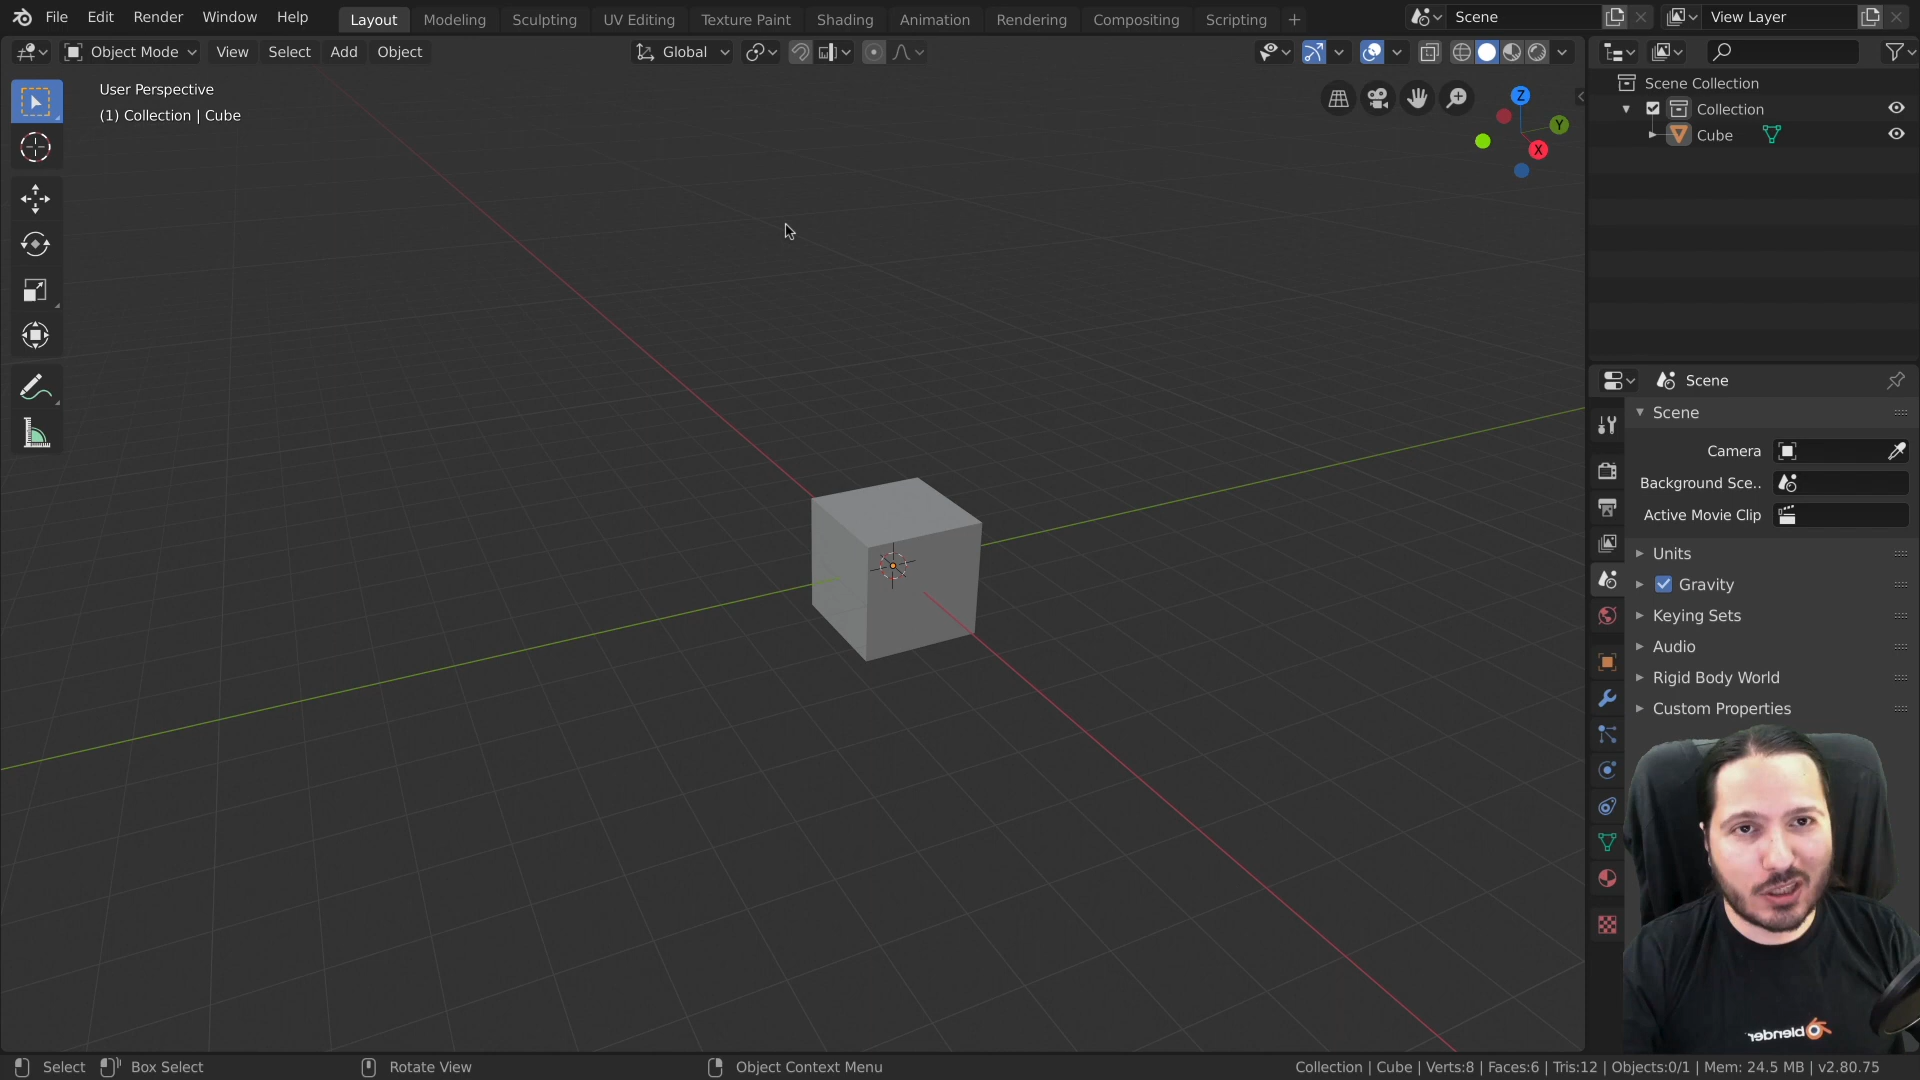 File Edit Render Window Help Layout Modeling Sculpting UV Editing Texture Paint Shading Animation Rendering Compositing Scripting + Scene View Layer
Object Mode View Select Add Object Global
User Perspective
(1) Collection | Cube
Z
Y
X
Scene Collection
Collection
Cube
Scene
Scene
Camera
Background Sce..
Active Movie Clip
Units
Gravity
Keying Sets
Audio
Rigid Body World
Custom Properties
blender
Select Box Select Rotate View Object Context Menu Collection | Cube | Verts:8 | Faces:6 | Tris:12 | Objects:0/1 | Mem: 24.5 MB | v2.80.75